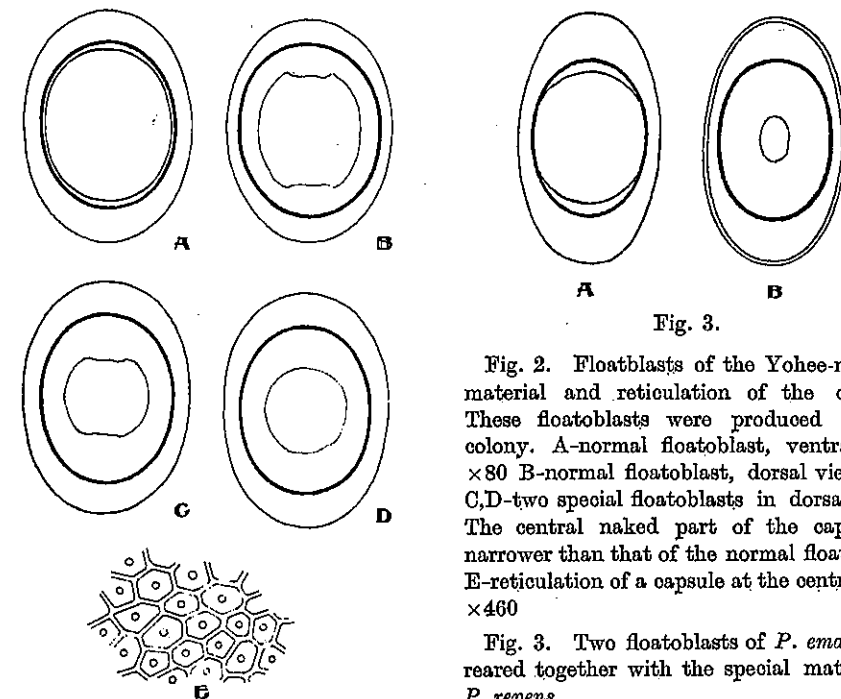 A
B
A
B
Fig. 3.
C
D
E
Fig. 2. Floatblasts of the Yohee-
material and reticulation of the
These floatoblasts were produced
colony. A-normal floatoblast,
×80 B-normal floatoblast, dorsal
C,D-two special floatoblasts in
The central naked part of the
narrower than that of the normal
E-reticulation of a capsule at the
×460
Fig. 3. Two floatoblasts of P.
reared together with the special
P. repens